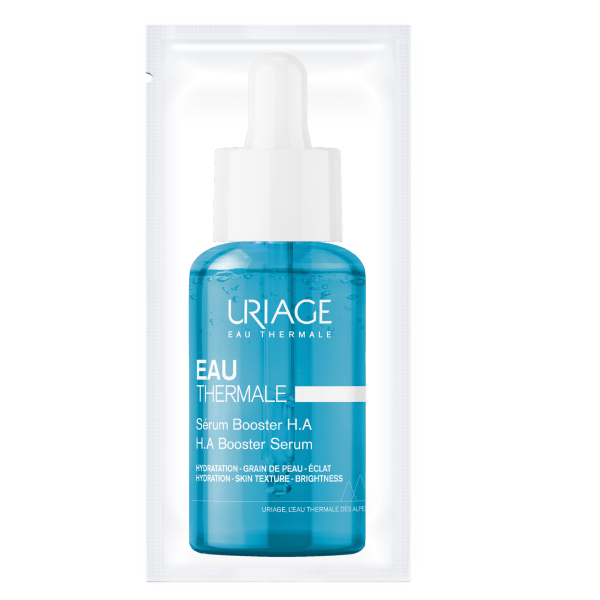 URIAGE
EAU THERMALE
EAU
THERMALE
Sérum Booster H.A
H.A Booster Serum
HYDRATATION - GRAIN DE PEAU - ÉCLAT
HYDRATION - SKIN TEXTURE - BRIGHTNESS
URIAGE, L'EAU THERMALE DES ALPES